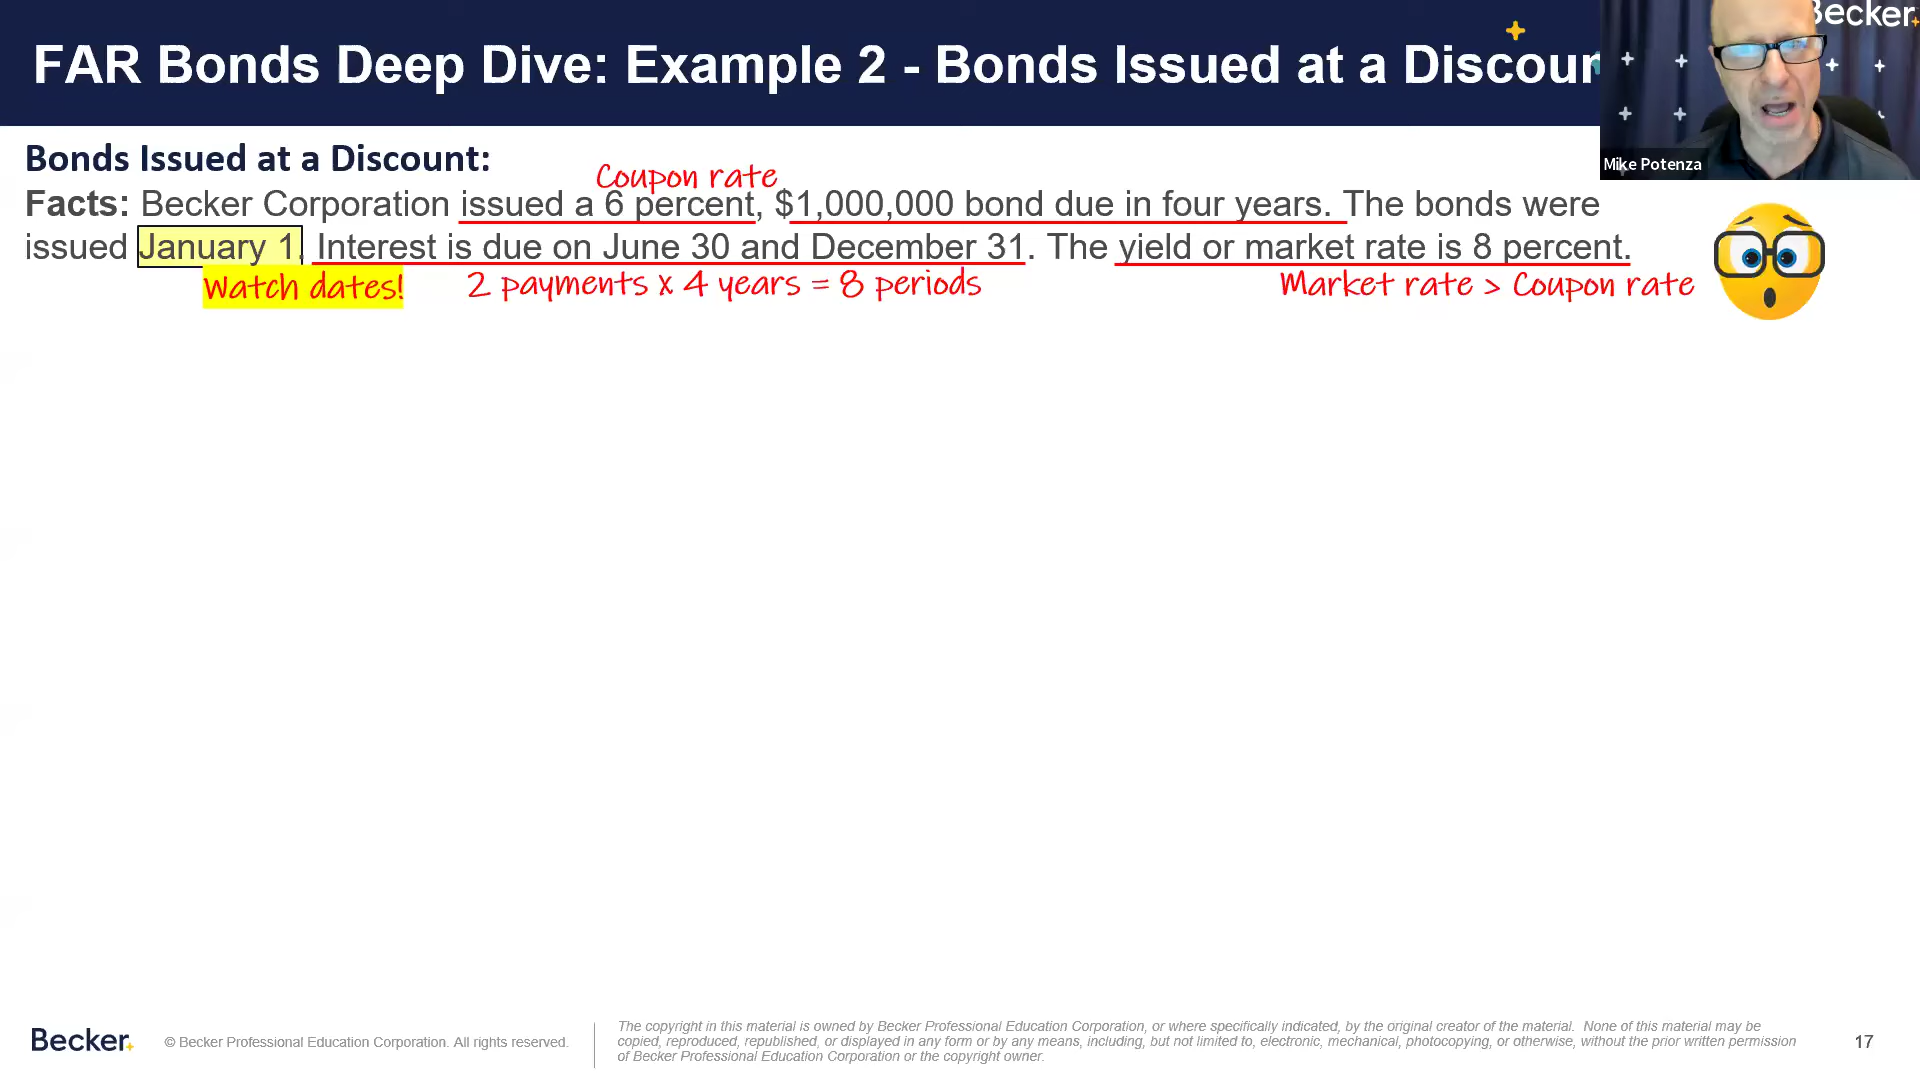 Becker
FAR Bonds Deep Dive: Example 2 - Bonds Issued at a Discoun
Mike Potenza
Bonds Issued at a Discount:
Coupon rate
Facts: Becker Corporation issued a 6 percent, $1,000,000 bond due in four years. The bonds were
issued January 1. Interest is due on June 30 and December 31. The yield or market rate is 8 percent.
Watch dates! 2 payments x 4 years = 8 periods Market rate > Coupon rate
Becker. © Becker Professional Education Corporation. All rights reserved.
The copyright in this material is owned by Becker Professional Education Corporation, or where specifically indicated, by the original creator of the material. None of this material may be
copied, reproduced, republished, or displayed in any form or by any means, including, but not limited to, electronic, mechanical, photocopying, or otherwise, without the prior written permission
of Becker Professional Education Corporation or the copyright owner.
17